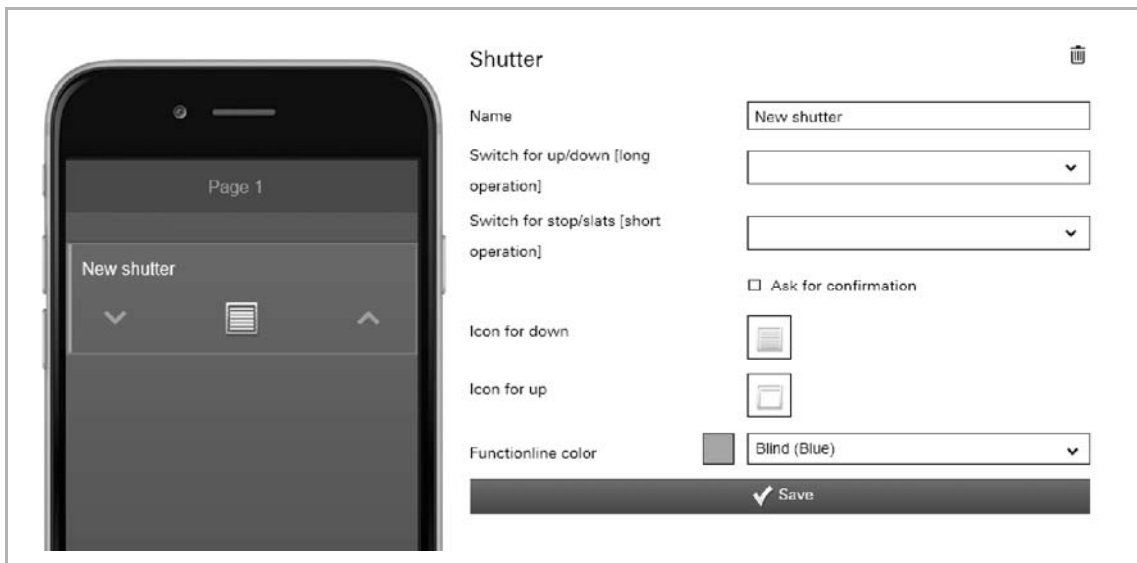 Page 1
New shutter
Shutter
Name
New shutter
Switch for up/down [long
operation]
Switch for stop/slats [short
operation]
Ask for confirmation
Icon for down
Icon for up
Functionline color
Blind (Blue)
Save